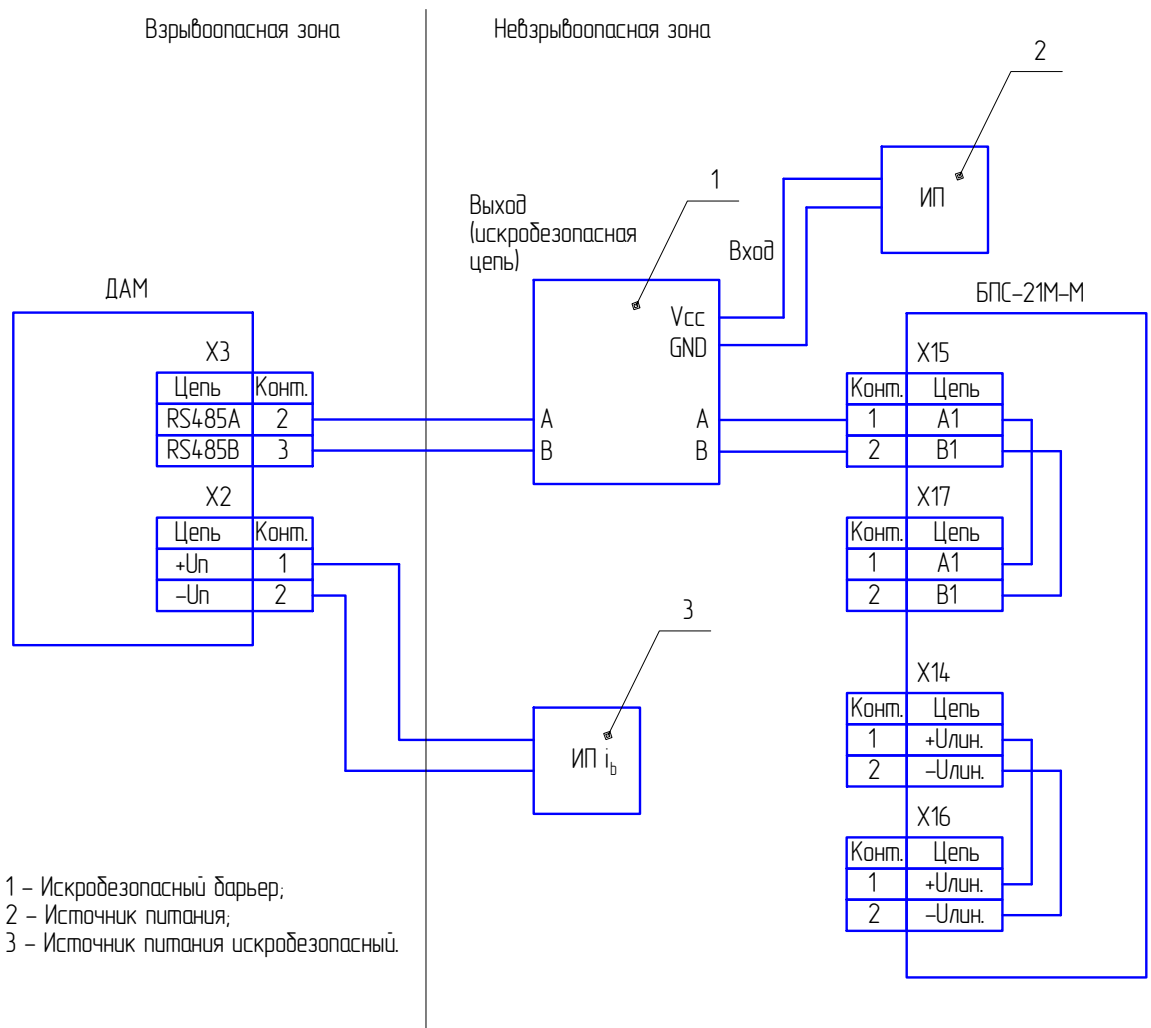 Взрывоопасная зона
Невзрывоопасная зона
2
ИП
1
Выход
(искробезопасная
цепь)
Вход
Vcc
GND
A
B
A
B
ДАМ
X3
Цепь Конт.
RS485A 2
RS485B 3
X2
Цепь Конт.
+Uп 1
–Uп 2
БПС–21М–М
X15
Конт. Цепь
1 A1
2 B1
X17
Конт. Цепь
1 A1
2 B1
X14
Конт. Цепь
1 +Uлин.
2 –Uлин.
X16
Конт. Цепь
1 +Uлин.
2 –Uлин.
3
ИП ib
1 – Искробезопасный барьер;
2 – Источник питания;
3 – Источник питания искробезопасный.